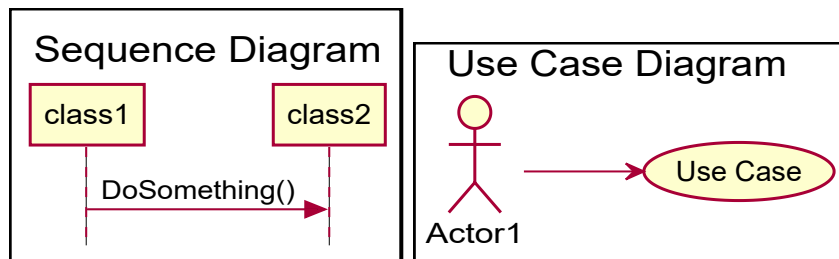 Sequence Diagram
class1
class2
DoSomething()
Use Case Diagram
Use Case
Actor1